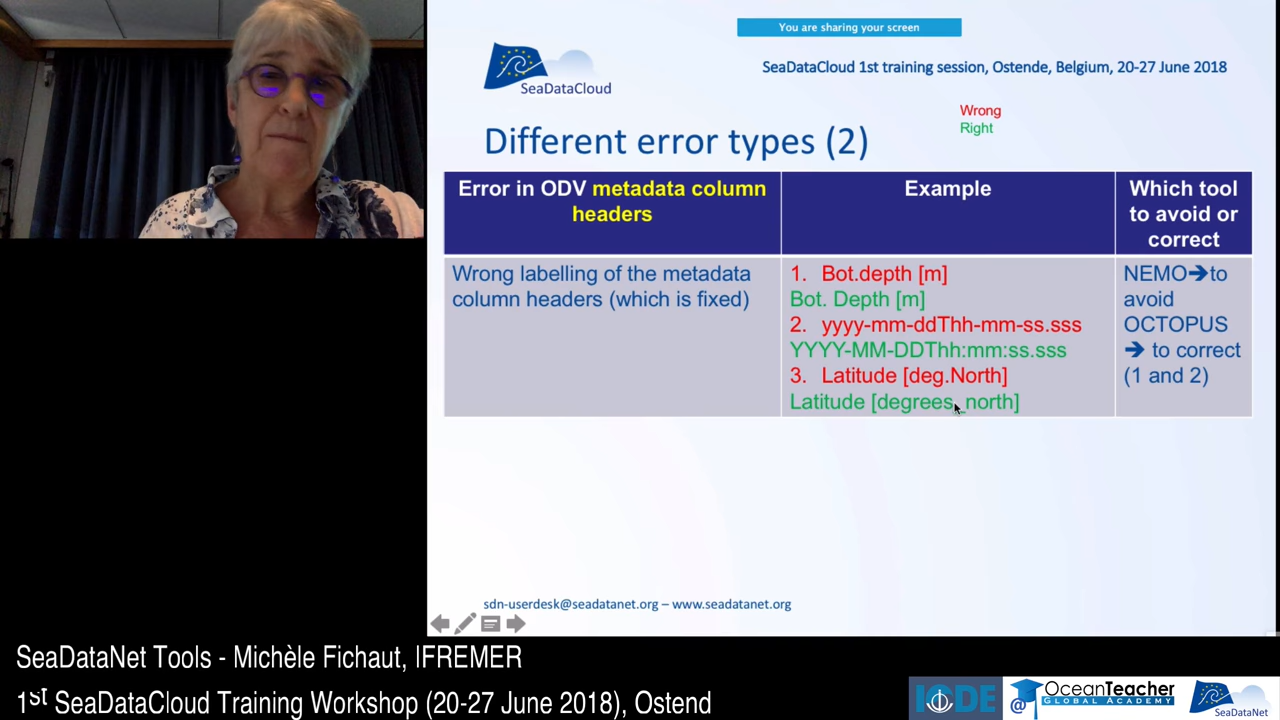 You are sharing your screen
SeaDataCloud
SeaDataCloud 1st training session, Ostende, Belgium, 20-27 June 2018
Wrong
Right
Different error types (2)
Error in ODV metadata column
headers
Example
Which tool
to avoid or
correct
Wrong labelling of the metadata
column headers (which is fixed)
1. Bot.depth [m]
Bot. Depth [m]
2. yyyy-mm-ddThh-mm-ss.sss
YYYY-MM-DDThh:mm:ss.sss
3. Latitude [deg.North]
Latitude [degrees_north]
NEMO➔to
avoid
OCTOPUS
➔ to correct
(1 and 2)
sdn-userdesk@seadatanet.org – www.seadatanet.org
SeaDataNet Tools - Michèle Fichaut, IFREMER
1st SeaDataCloud Training Workshop (20-27 June 2018), Ostend
IODE
@ OceanTeacher
GLOBAL ACADEMY
SeaDataNet